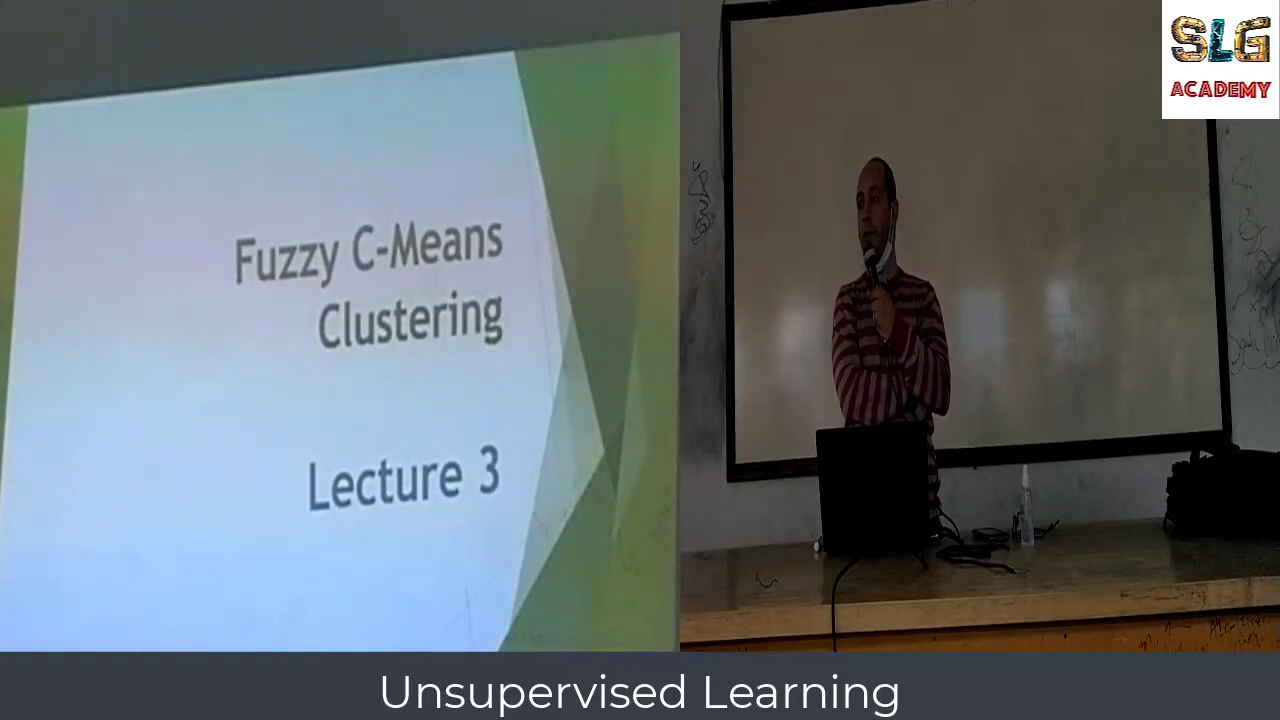 Fuzzy C-Means
Clustering
Lecture 3
SLG
ACADEMY
Unsupervised Learning